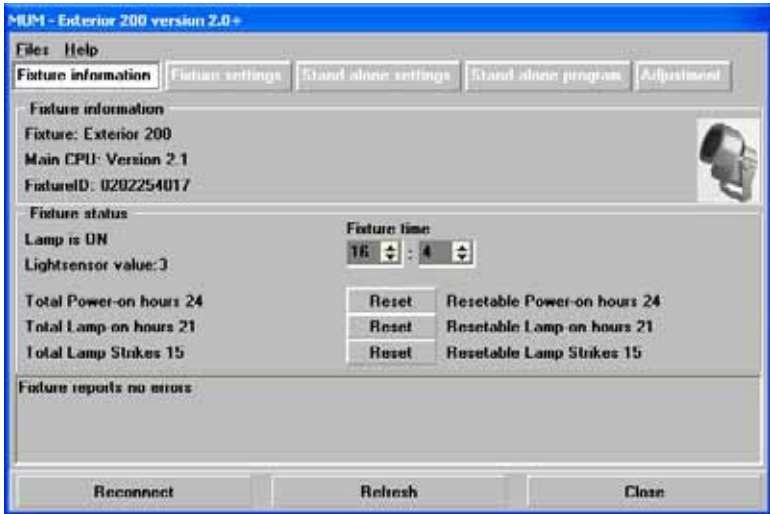 MUM - Exterior 200 version 2.0+
Files Help
Fixture information Fixture settings Stand alone settings Stand alone program Adjustment
Fixture information
Fixture: Exterior 200
Main CPU: Version 2.1
FixtureID: 0202254017
Fixture status
Lamp is ON
Fixture time
16 : 4
Lightsensor value:3
Total Power-on hours 24 Reset Resetable Power-on hours 24
Total Lamp-on hours 21 Reset Resetable Lamp-on hours 21
Total Lamp Strikes 15 Reset Resetable Lamp Strikes 15
Fixture reports no errors
Reconnect Refresh Close